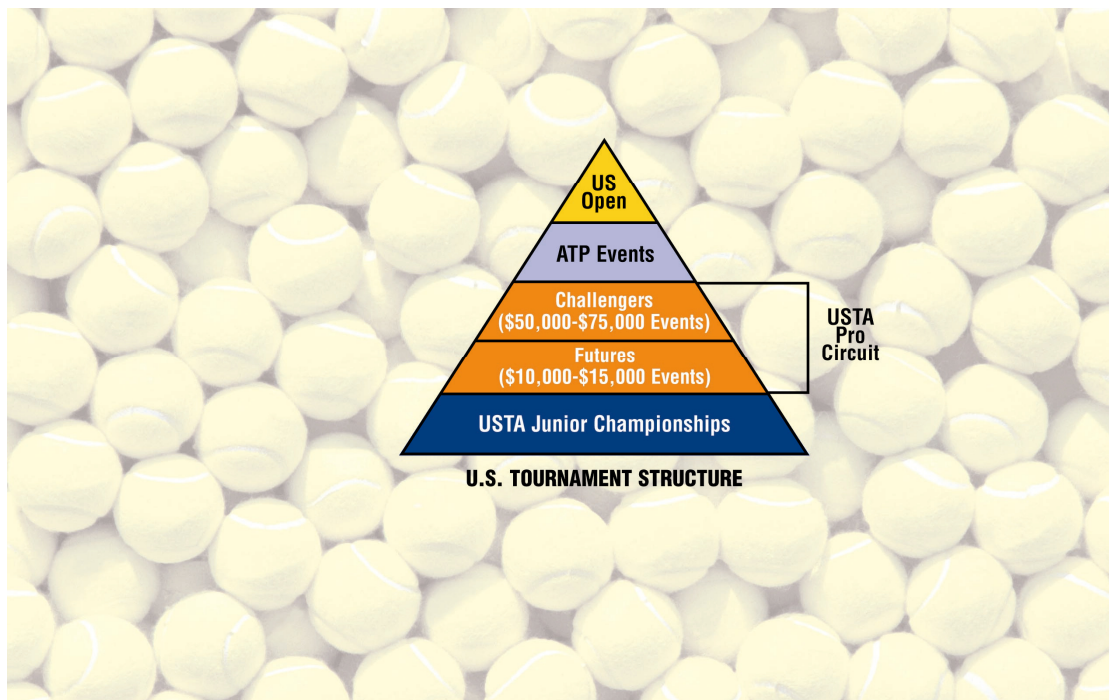 US
Open
ATP Events
Challengers
($50,000-$75,000 Events)
Futures
($10,000-$15,000 Events)
USTA Junior Championships
USTA
Pro
Circuit
U.S. TOURNAMENT STRUCTURE